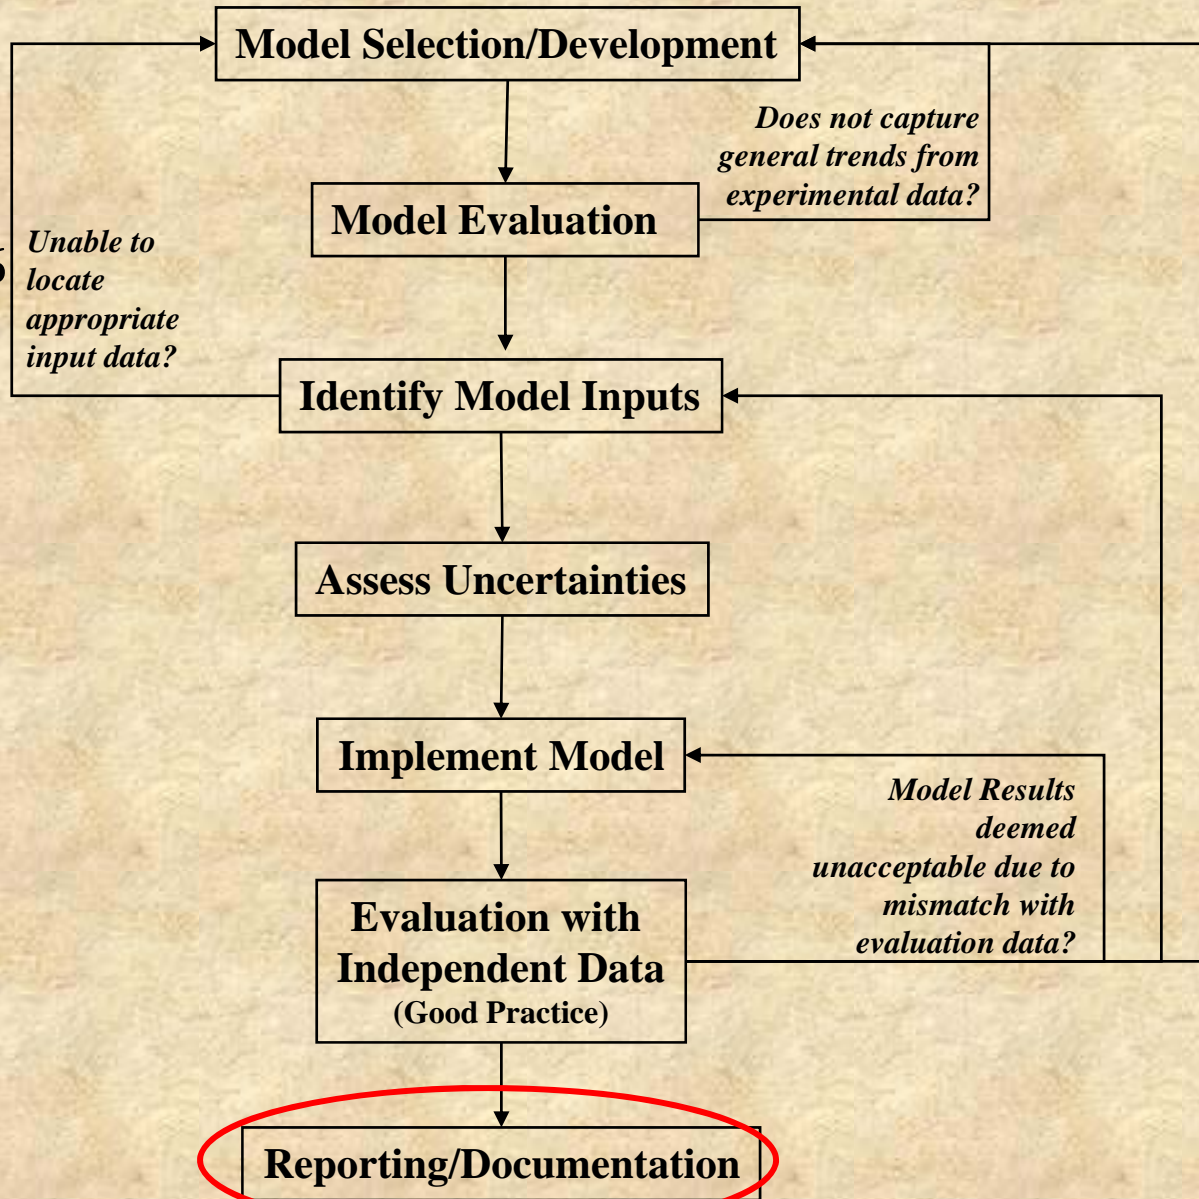 Model Selection/Development
Does not capture
general trends from
experimental data?
Model Evaluation
Unable to
locate
appropriate
input data?
Identify Model Inputs
Assess Uncertainties
Implement Model
Model Results
deemed
unacceptable due to
mismatch with
evaluation data?
Evaluation with
Independent Data
(Good Practice)
Reporting/Documentation